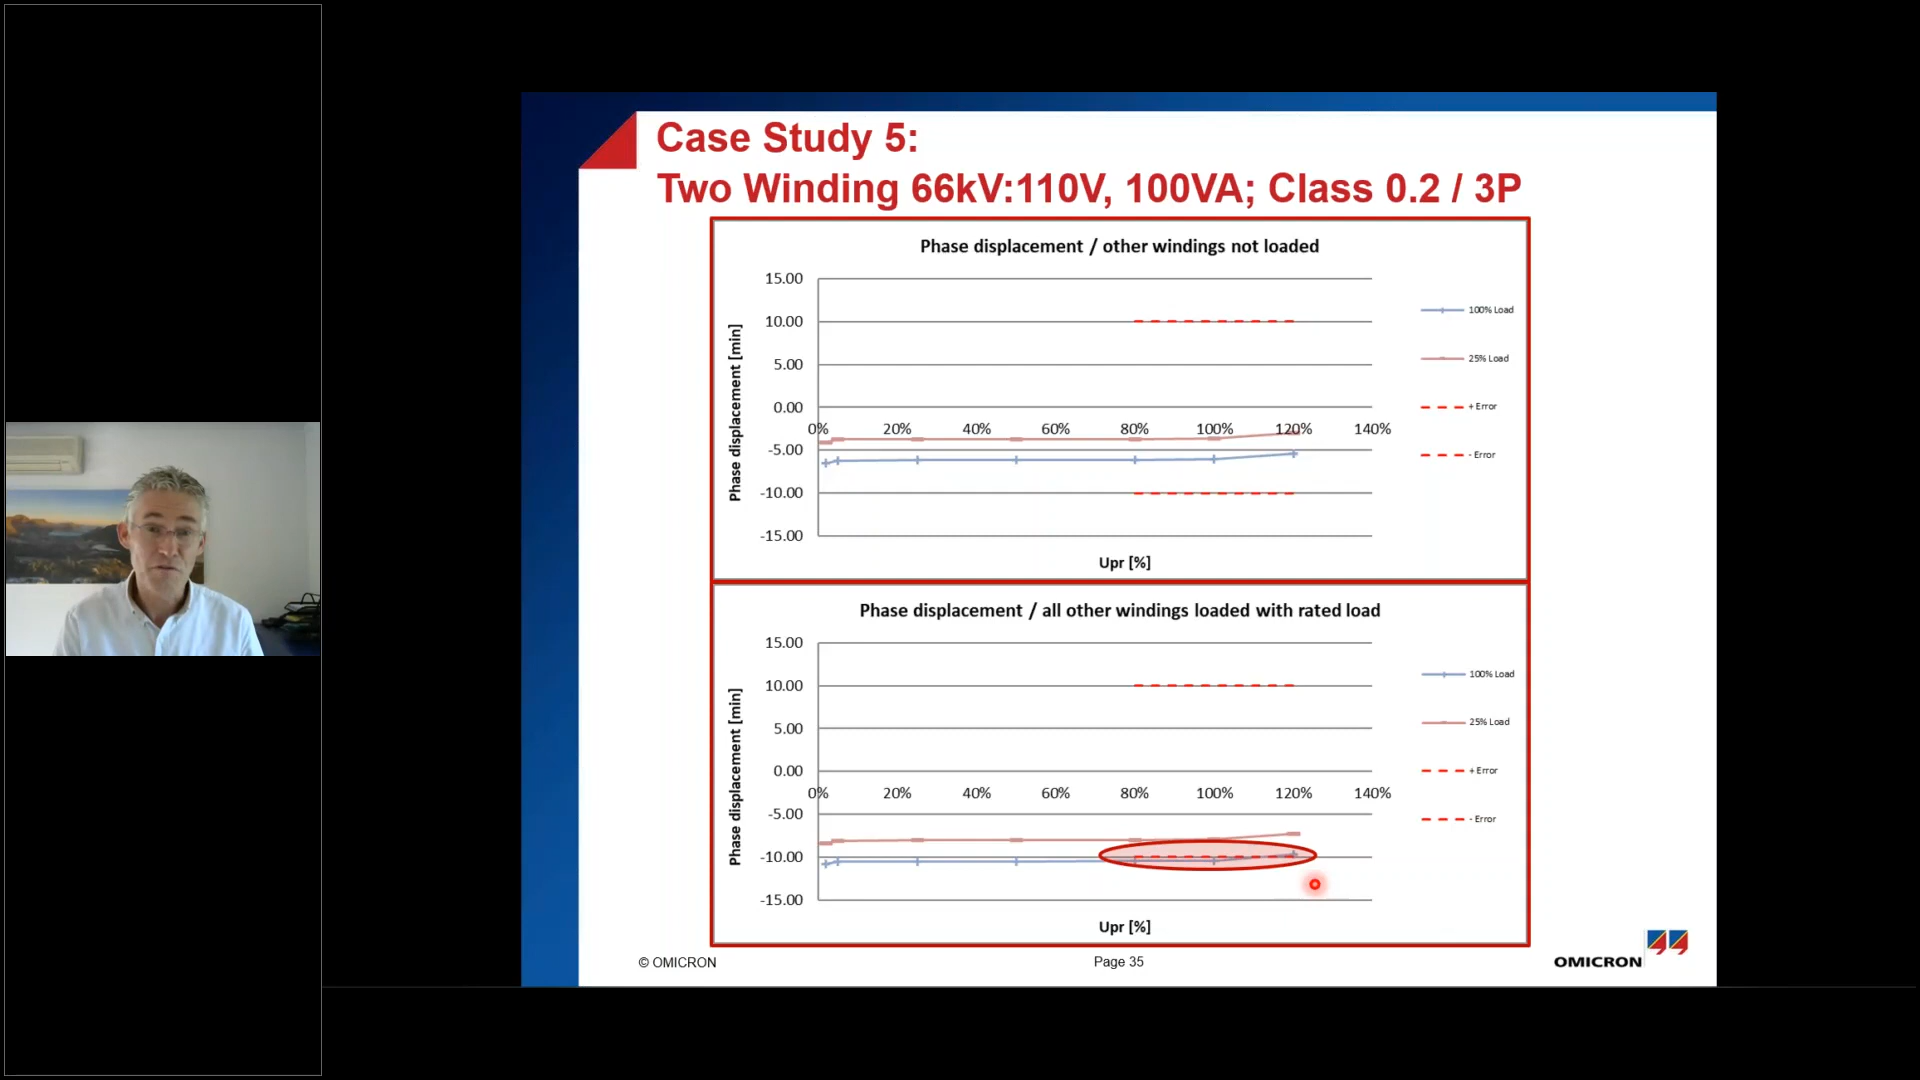 Case Study 5:
Two Winding 66kV:110V, 100VA; Class 0.2 / 3P
Phase displacement / other windings not loaded
Phase displacement [min]
15.00
10.00
5.00
0.00
-5.00
-10.00
-15.00
0% 20% 40% 60% 80% 100% 120% 140%
Upr [%]
100% Load
25% Load
+ Error
- Error
Phase displacement / all other windings loaded with rated load
Phase displacement [min]
15.00
10.00
5.00
0.00
-5.00
-10.00
-15.00
0% 20% 40% 60% 80% 100% 120% 140%
Upr [%]
100% Load
25% Load
+ Error
- Error
© OMICRON
Page 35
OMICRON